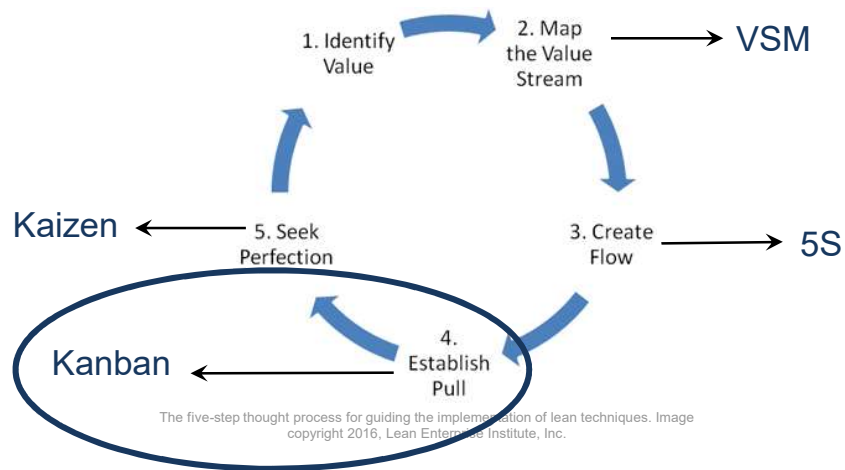 1. Identify
Value
2. Map
the Value
Stream
VSM
3. Create
Flow
5S
4.
Establish
Pull
Kanban
5. Seek
Perfection
Kaizen
The five-step thought process for guiding the implementation of lean techniques. Image
copyright 2016, Lean Enterprise Institute, Inc.